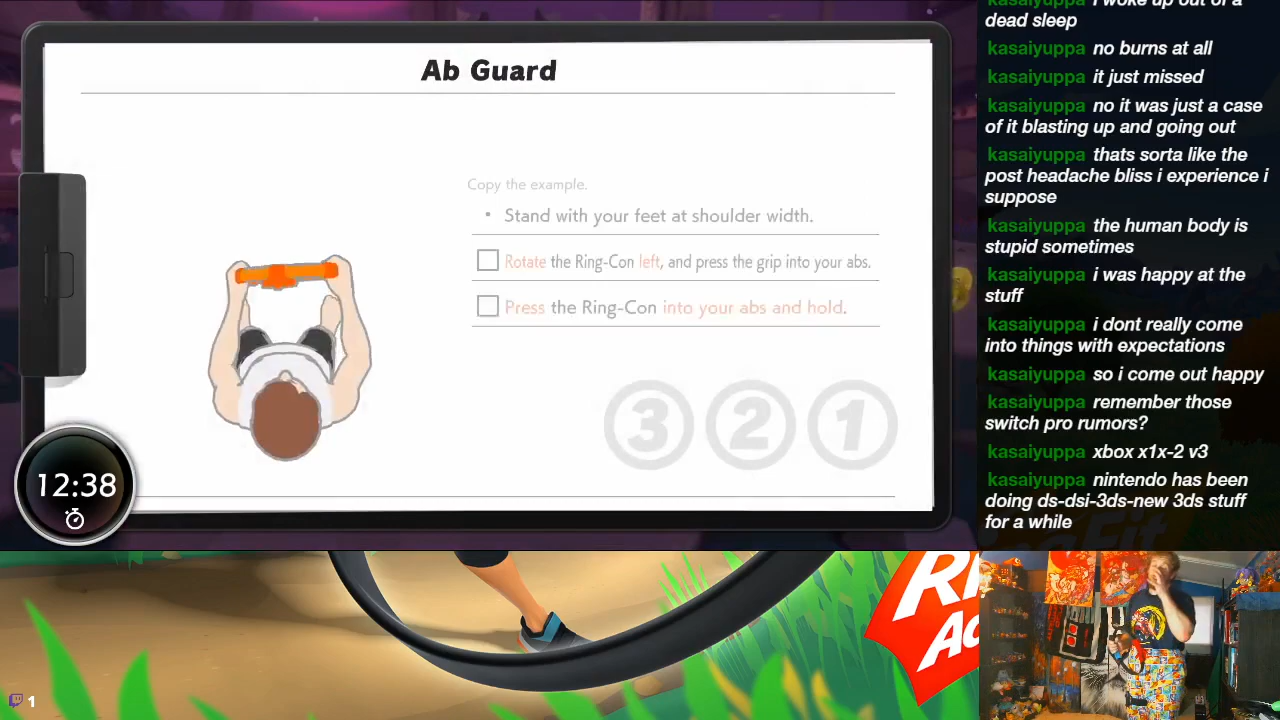 Ab Guard
Copy the example.
· Stand with your feet at shoulder width.
Rotate the Ring-Con left, and press the grip into your abs.
Press the Ring-Con into your abs and hold.
3 2 1
12:38
1
dead sleep
kasaiyuppa no burns at all
kasaiyuppa it just missed
kasaiyuppa no it was just a case
of it blasting up and going out
kasaiyuppa thats sorta like the
post headache bliss i experience i
suppose
kasaiyuppa the human body is
stupid sometimes
kasaiyuppa i was happy at the
stuff
kasaiyuppa i dont really come
into things with expectations
kasaiyuppa so i come out happy
kasaiyuppa remember those
switch pro rumors?
kasaiyuppa xbox x1x-2 v3
kasaiyuppa nintendo has been
doing ds-dsi-3ds-new 3ds stuff
for a while